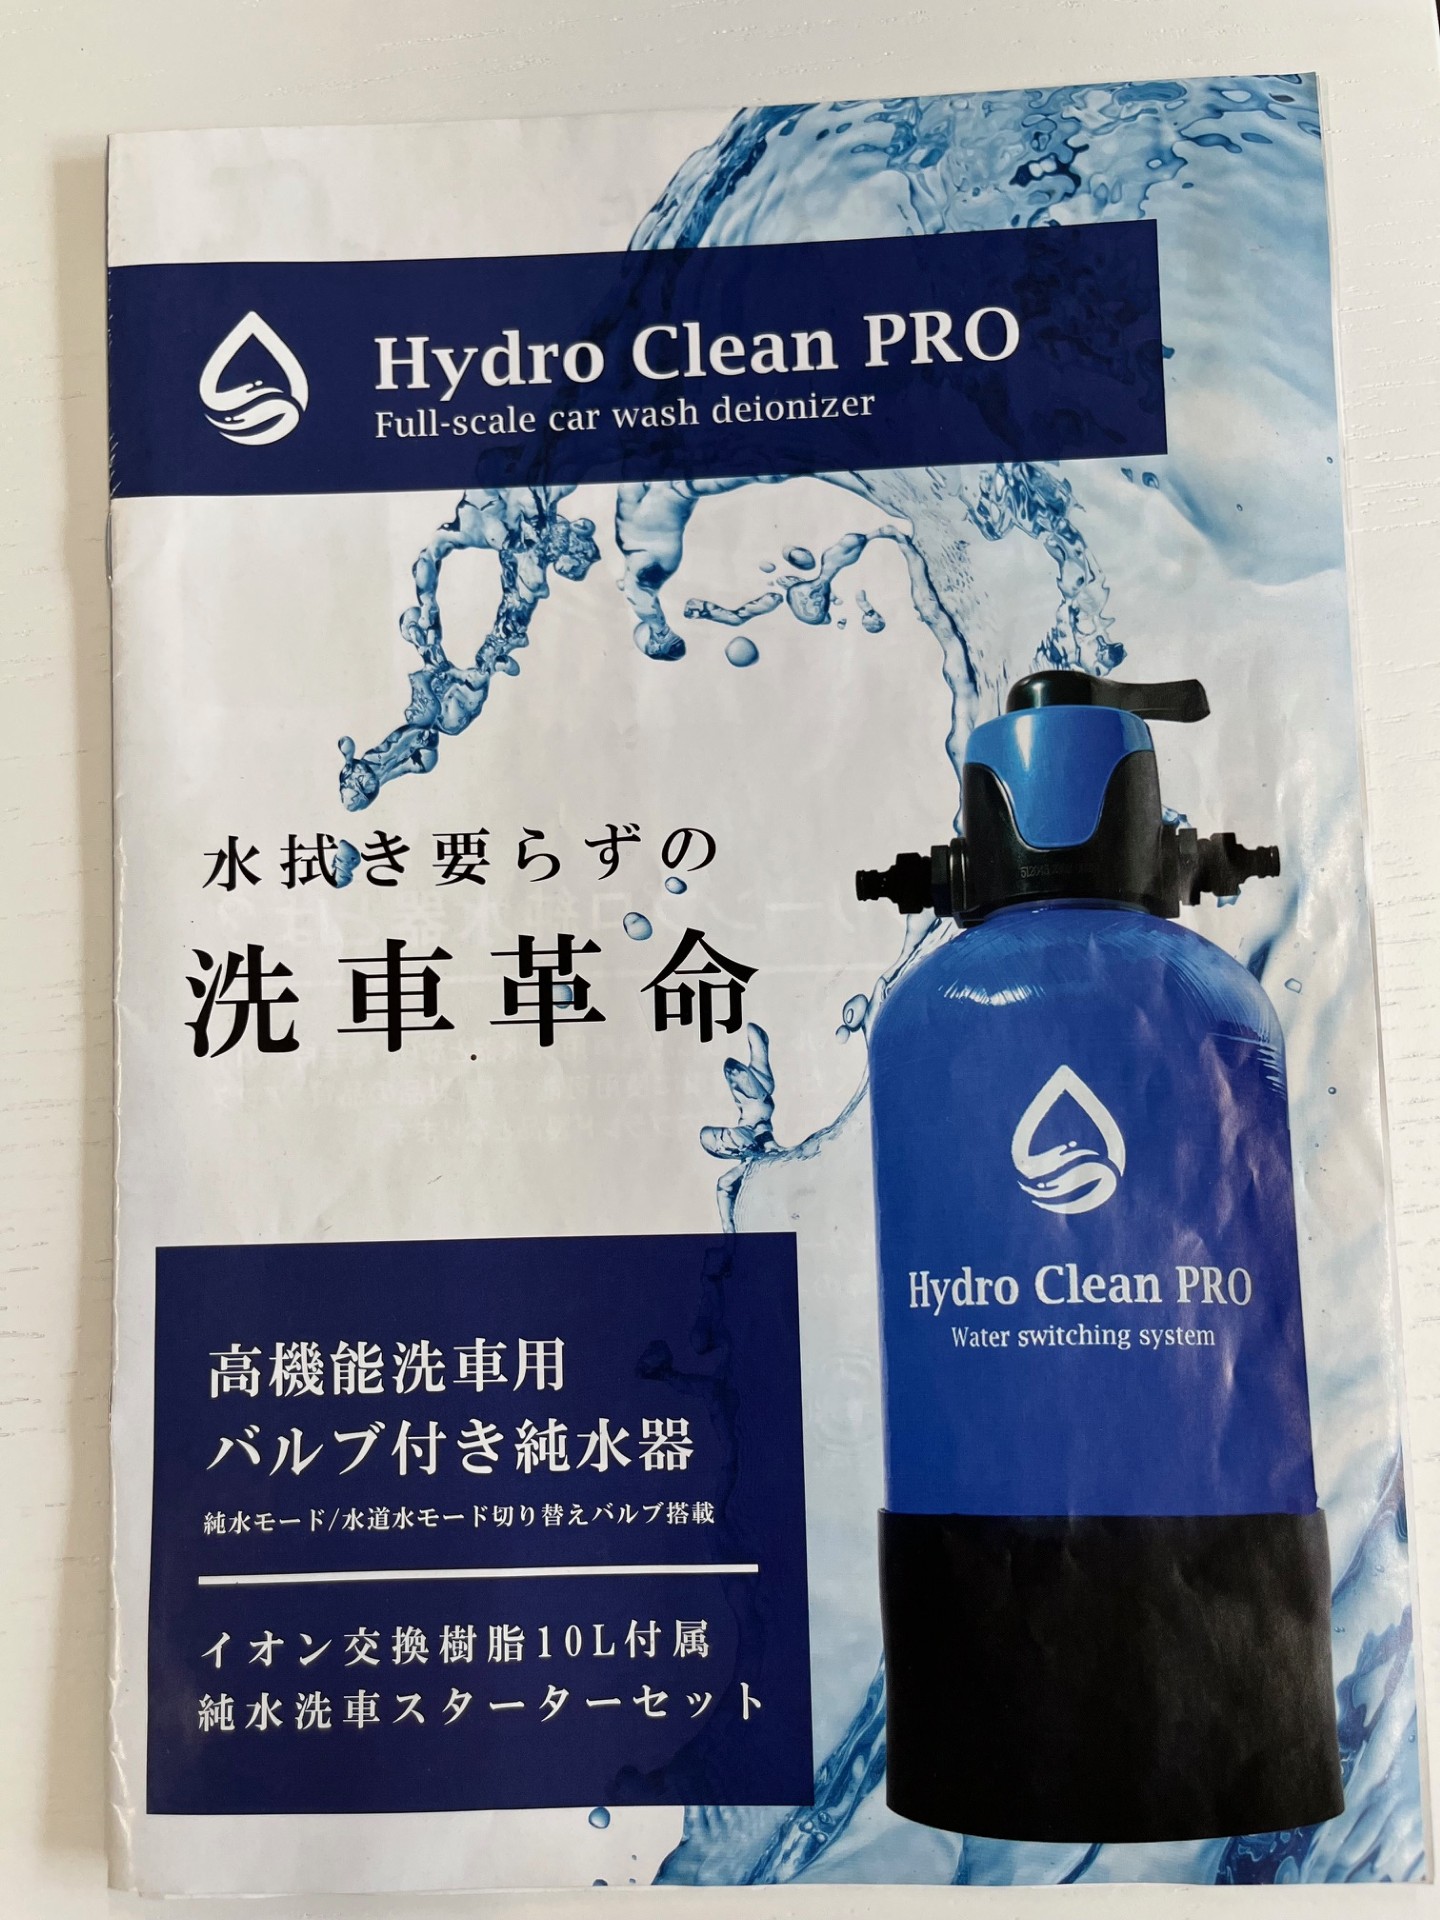 Hydro Clean PRO
Full-scale car wash deionizer
水拭き要らずの
洗車革命
Hydro Clean PRO
Water switching system
高機能洗車用
バルブ付き純水器
純水モード/水道水モード切り替えバルブ搭載
イオン交換樹脂10L付属
純水洗車スターターセット